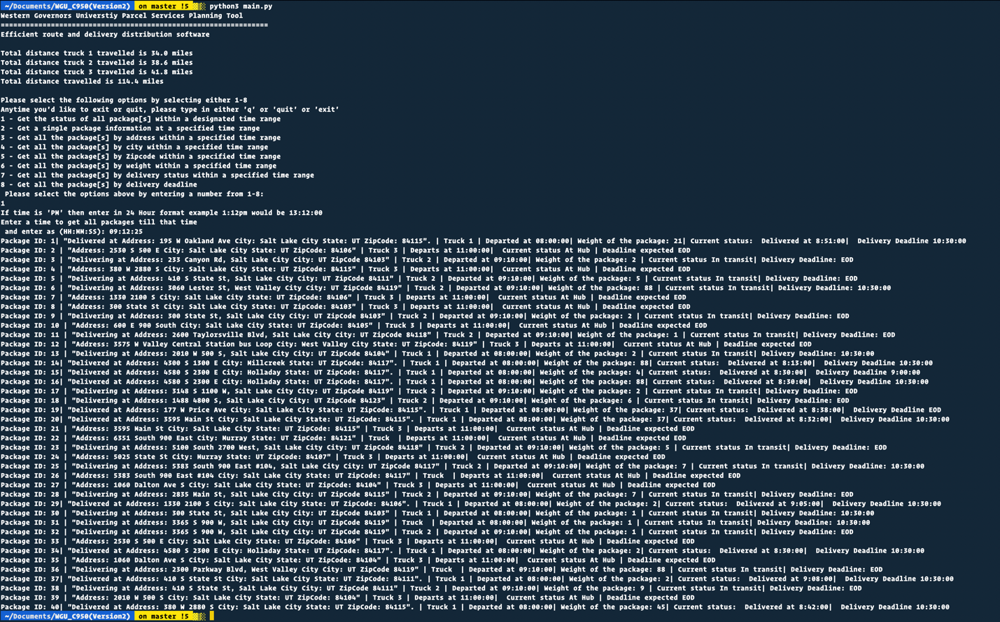 ~/Documents/WGU_C950(Version2) on master !5 python3 main.py
Western Governors Universtiy Parcel Services Planning Tool
================================================================
Efficient route and delivery distribution software
Total distance truck 1 travelled is 34.0 miles
Total distance truck 2 travelled is 38.6 miles
Total distance truck 3 travelled is 41.8 miles
Total distance travelled is 114.4 miles
Please select the following options by selecting either 1-8
Anytime you'd like to exit or quit, please type in either 'q' or 'quit' or 'exit'
1 - Get the status of all package[s] within a designated time range
2 - Get a single package information at a specified time range
3 - Get all the package[s] by address within a specified time range
4 - Get all the package[s] by city within a specified time range
5 - Get all the package[s] by Zipcode within a specified time range
6 - Get all the package[s] by weight within a specified time range
7 - Get all the package[s] by delivery status within a specified time range
8 - Get all the package[s] by delivery deadline
Please select the options above by entering a number from 1-8:
1
If time is 'PM' then enter in 24 Hour format example 1:12pm would be 13:12:00
Enter a time to get all packages till that time
and enter as (HH:MM:SS): 09:12:25
Package ID: 1| "Delivered at Address: 195 W Oakland Ave City: Salt Lake City State: UT ZipCode: 84115". | Truck 1 | Departed at 08:00:00| Weight of the package: 21| Current status:  Delivered at 8:51:00|  Delivery Deadline 10:30:00
Package ID: 2 | "Address: 2530 S 500 E City: Salt Lake City State: UT ZipCode: 84106" | Truck 3 | Departs at 11:00:00|  Current status At Hub | Deadline expected EOD
Package ID: 3 | "Delivering at Address: 233 Canyon Rd, Salt Lake City City: UT ZipCode 84103" | Truck 2 | Departed at 09:10:00| Weight of the package: 2 | Current status In transit| Delivery Deadline: EOD
Package ID: 4 | "Address: 380 W 2880 S City: Salt Lake City State: UT ZipCode: 84115" | Truck 3 | Departs at 11:00:00|  Current status At Hub | Deadline expected EOD
Package ID: 5 | "Delivering at Address: 410 S State St, Salt Lake City City: UT ZipCode 84111" | Truck 2 | Departed at 09:10:00| Weight of the package: 5 | Current status In transit| Delivery Deadline: EOD
Package ID: 6 | "Delivering at Address: 3060 Lester St, West Valley City City: UT ZipCode 84119" | Truck 2 | Departed at 09:10:00| Weight of the package: 88 | Current status In transit| Delivery Deadline: 10:30:00
Package ID: 7 | "Address: 1330 2100 S City: Salt Lake City State: UT ZipCode: 84106" | Truck 3 | Departs at 11:00:00|  Current status At Hub | Deadline expected EOD
Package ID: 8 | "Address: 300 State St City: Salt Lake City State: UT ZipCode: 84103" | Truck 3 | Departs at 11:00:00|  Current status At Hub | Deadline expected EOD
Package ID: 9 | "Delivering at Address: 300 State St, Salt Lake City City: UT ZipCode 84103" | Truck 2 | Departed at 09:10:00| Weight of the package: 2 | Current status In transit| Delivery Deadline: EOD
Package ID: 10 | "Address: 600 E 900 South City: Salt Lake City State: UT ZipCode: 84105" | Truck 3 | Departs at 11:00:00|  Current status At Hub | Deadline expected EOD
Package ID: 11 | "Delivering at Address: 2600 Taylorsville Blvd, Salt Lake City City: UT ZipCode 84118" | Truck 2 | Departed at 09:10:00| Weight of the package: 1 | Current status In transit| Delivery Deadline: EOD
Package ID: 12 | "Address: 3575 W Valley Central Station bus Loop City: West Valley City State: UT ZipCode: 84119" | Truck 3 | Departs at 11:00:00|  Current status At Hub | Deadline expected EOD
Package ID: 13 | "Delivering at Address: 2010 W 500 S, Salt Lake City City: UT ZipCode 84104" | Truck 1 | Departed at 08:00:00| Weight of the package: 2 | Current status In transit| Delivery Deadline: 10:30:00
Package ID: 14| "Delivered at Address: 4300 S 1300 E City: Millcreek State: UT ZipCode: 84117". | Truck 1 | Departed at 08:00:00| Weight of the package: 88| Current status:  Delivered at 8:13:00|  Delivery Deadline 10:30:00
Package ID: 15| "Delivered at Address: 4580 S 2300 E City: Holladay State: UT ZipCode: 84117". | Truck 1 | Departed at 08:00:00| Weight of the package: 4| Current status:  Delivered at 8:30:00|  Delivery Deadline 9:00:00
Package ID: 16| "Delivered at Address: 4580 S 2300 E City: Holladay State: UT ZipCode: 84117". | Truck 1 | Departed at 08:00:00| Weight of the package: 88| Current status:  Delivered at 8:30:00|  Delivery Deadline 10:30:00
Package ID: 17 | "Delivering at Address: 3148 S 1100 W, Salt Lake City City: UT ZipCode 84119" | Truck 2 | Departed at 09:10:00| Weight of the package: 2 | Current status In transit| Delivery Deadline: EOD
Package ID: 18 | "Delivering at Address: 1488 4800 S, Salt Lake City City: UT ZipCode 84123" | Truck 2 | Departed at 09:10:00| Weight of the package: 6 | Current status In transit| Delivery Deadline: EOD
Package ID: 19| "Delivered at Address: 177 W Price Ave City: Salt Lake City State: UT ZipCode: 84115". | Truck 1 | Departed at 08:00:00| Weight of the package: 37| Current status:  Delivered at 8:38:00|  Delivery Deadline EOD
Package ID: 20| "Delivered at Address: 3595 Main St City: Salt Lake City State: UT ZipCode: 84115". | Truck 1 | Departed at 08:00:00| Weight of the package: 37| Current status:  Delivered at 8:32:00|  Delivery Deadline 10:30:00
Package ID: 21 | "Address: 3595 Main St City: Salt Lake City State: UT ZipCode: 84115" | Truck 3 | Departs at 11:00:00|  Current status At Hub | Deadline expected EOD
Package ID: 22 | "Address: 6351 South 900 East City: Murray State: UT ZipCode: 84121" | Truck  | Departs at 11:00:00|  Current status At Hub | Deadline expected EOD
Package ID: 23 | "Delivering at Address: 5100 South 2700 West, Salt Lake City City: UT ZipCode 84118" | Truck 2 | Departed at 09:10:00| Weight of the package: 5 | Current status In transit| Delivery Deadline: EOD
Package ID: 24 | "Address: 5025 State St City: Murray State: UT ZipCode: 84107" | Truck 3 | Departs at 11:00:00|  Current status At Hub | Deadline expected EOD
Package ID: 25 | "Delivering at Address: 5383 South 900 East #104, Salt Lake City City: UT ZipCode 84117" | Truck 2 | Departed at 09:10:00| Weight of the package: 7 | Current status In transit| Delivery Deadline: 10:30:00
Package ID: 26 | "Address: 5383 South 900 East #104 City: Salt Lake City State: UT ZipCode: 84117" | Truck  | Departs at 11:00:00|  Current status At Hub | Deadline expected EOD
Package ID: 27 | "Address: 1060 Dalton Ave S City: Salt Lake City State: UT ZipCode: 84104" | Truck 3 | Departs at 11:00:00|  Current status At Hub | Deadline expected EOD
Package ID: 28 | "Delivering at Address: 2835 Main St, Salt Lake City City: UT ZipCode 84115" | Truck 2 | Departed at 09:10:00| Weight of the package: 7 | Current status In transit| Delivery Deadline: EOD
Package ID: 29| "Delivered at Address: 1330 2100 S City: Salt Lake City State: UT ZipCode: 84106". | Truck 1 | Departed at 08:00:00| Weight of the package: 2| Current status:  Delivered at 9:05:00|  Delivery Deadline 10:30:00
Package ID: 30 | "Delivering at Address: 300 State St, Salt Lake City City: UT ZipCode 84103" | Truck 1 | Departed at 08:00:00| Weight of the package: 1 | Current status In transit| Delivery Deadline: 10:30:00
Package ID: 31 | "Delivering at Address: 3365 S 900 W, Salt Lake City City: UT ZipCode 84119" | Truck  | Departed at 08:00:00| Weight of the package: 1 | Current status In transit| Delivery Deadline: 10:30:00
Package ID: 32 | "Delivering at Address: 3365 S 900 W, Salt Lake City City: UT ZipCode 84119" | Truck 2 | Departed at 09:10:00| Weight of the package: 1 | Current status In transit| Delivery Deadline: EOD
Package ID: 33 | "Address: 2530 S 500 E City: Salt Lake City State: UT ZipCode: 84106" | Truck 3 | Departs at 11:00:00|  Current status At Hub | Deadline expected EOD
Package ID: 34| "Delivered at Address: 4580 S 2300 E City: Holladay State: UT ZipCode: 84117". | Truck 1 | Departed at 08:00:00| Weight of the package: 2| Current status:  Delivered at 8:30:00|  Delivery Deadline 10:30:00
Package ID: 35 | "Address: 1060 Dalton Ave S City: Salt Lake City State: UT ZipCode: 84104" | Truck 3 | Departs at 11:00:00|  Current status At Hub | Deadline expected EOD
Package ID: 36 | "Delivering at Address: 2300 Parkway Blvd, West Valley City City: UT ZipCode 84119" | Truck  | Departed at 09:10:00| Weight of the package: 88 | Current status In transit| Delivery Deadline: EOD
Package ID: 37| "Delivered at Address: 410 S State St City: Salt Lake City State: UT ZipCode: 84111". | Truck 1 | Departed at 08:00:00| Weight of the package: 2| Current status:  Delivered at 9:08:00|  Delivery Deadline 10:30:00
Package ID: 38 | "Delivering at Address: 410 S State St, Salt Lake City City: UT ZipCode 84111" | Truck 2 | Departed at 09:10:00| Weight of the package: 9 | Current status In transit| Delivery Deadline: EOD
Package ID: 39 | "Address: 2010 W 500 S City: Salt Lake City State: UT ZipCode: 84104" | Truck 3 | Departs at 11:00:00|  Current status At Hub | Deadline expected EOD
Package ID: 40| "Delivered at Address: 380 W 2880 S City: Salt Lake City State: UT ZipCode: 84115". | Truck 1 | Departed at 08:00:00| Weight of the package: 45| Current status:  Delivered at 8:42:00|  Delivery Deadline 10:30:00
~/Documents/WGU_C950(Version2) on master !5